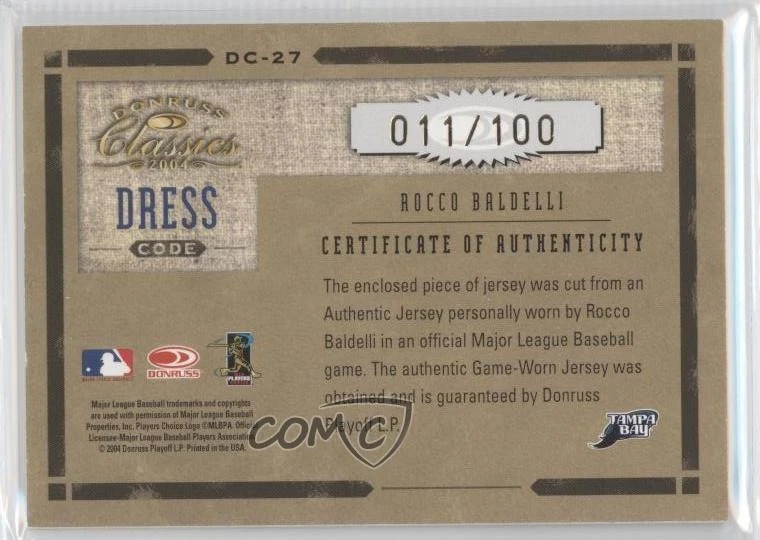 DC-27
DONRUSS
Classics
2004
DRESS
CODE
011/100
ROCCO BALDELLI
CERTIFICATE OF AUTHENTICITY
The enclosed piece of jersey was cut from an
Authentic Jersey personally worn by Rocco
Baldelli in an official Major League Baseball
game. The authentic Game-Worn Jersey was
obtained and is guaranteed by Donruss
Playoff L.P.
DONRUSS
PLAYERS
Major League Baseball trademarks and copyrights
are used with permission of Major League Baseball
Properties, Inc. Players Choice Logo ©MLBPA, Official
Licensee-Major League Baseball Players Association
© 2004 Donruss Playoff L.P. Printed in the USA.
COMC
TAMPA
BAY